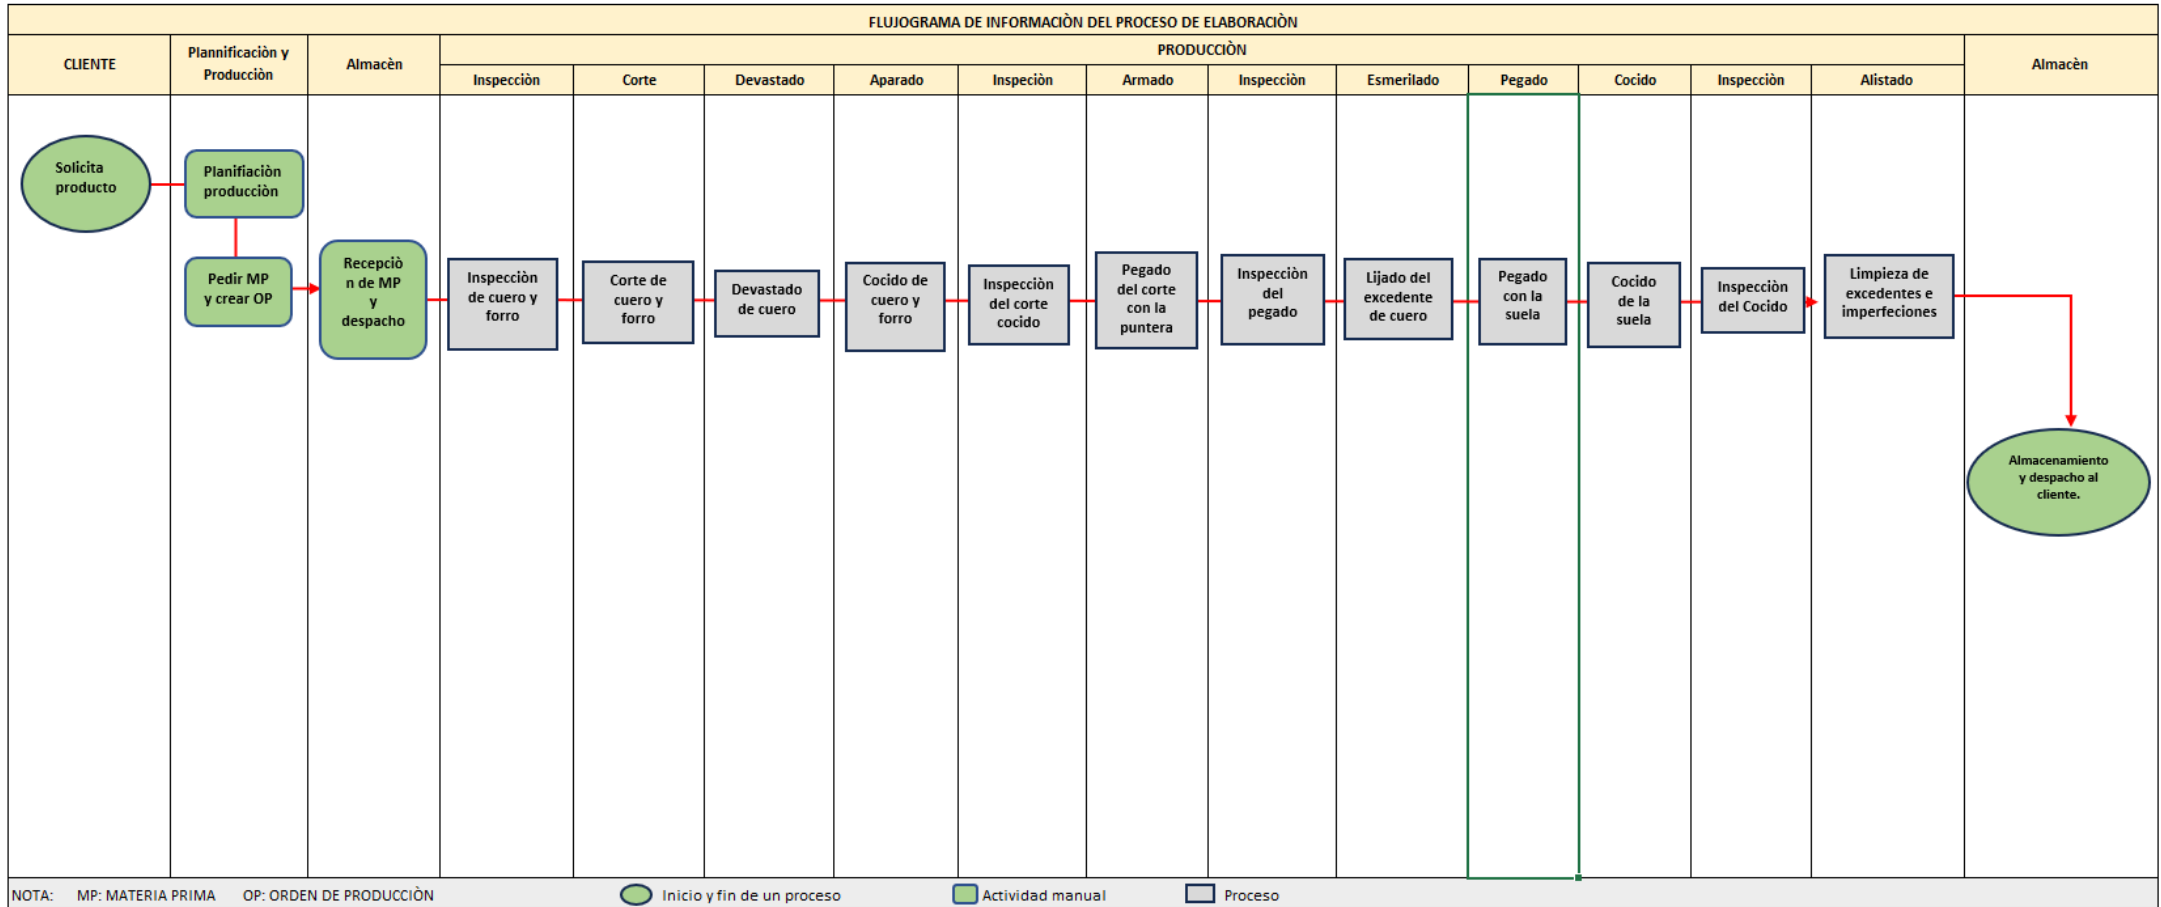 FLUJOGRAMA DE INFORMACIÒN DEL PROCESO DE ELABORACIÒN
CLIENTE
Plannificaciòn y
Producciòn
Almacèn
PRODUCCIÒN
Almacèn
Inspecciòn
Corte
Devastado
Aparado
Inspeciòn
Armado
Inspecciòn
Esmerilado
Pegado
Cocido
Inspecciòn
Alistado
Solicita
producto
Planifiaciòn
producciòn
Pedir MP
y crear OP
Recepciò
n de MP
y
despacho
Inspecciòn
de cuero y
forro
Corte de
cuero y
forro
Devastado
de cuero
Cocido de
cuero y
forro
Inspecciòn
del corte
cocido
Pegado
del corte
con la
puntera
Inspecciòn
del
pegado
Lijado del
excedente
de cuero
Pegado
con la
suela
Cocido
de la
suela
Inspecciòn
del Cocido
Limpieza de
excedentes e
imperfeciones
Almacenamiento
y despacho al
cliente.
NOTA: MP: MATERIA PRIMA OP: ORDEN DE PRODUCCIÒN
Inicio y fin de un proceso
Actividad manual
Proceso